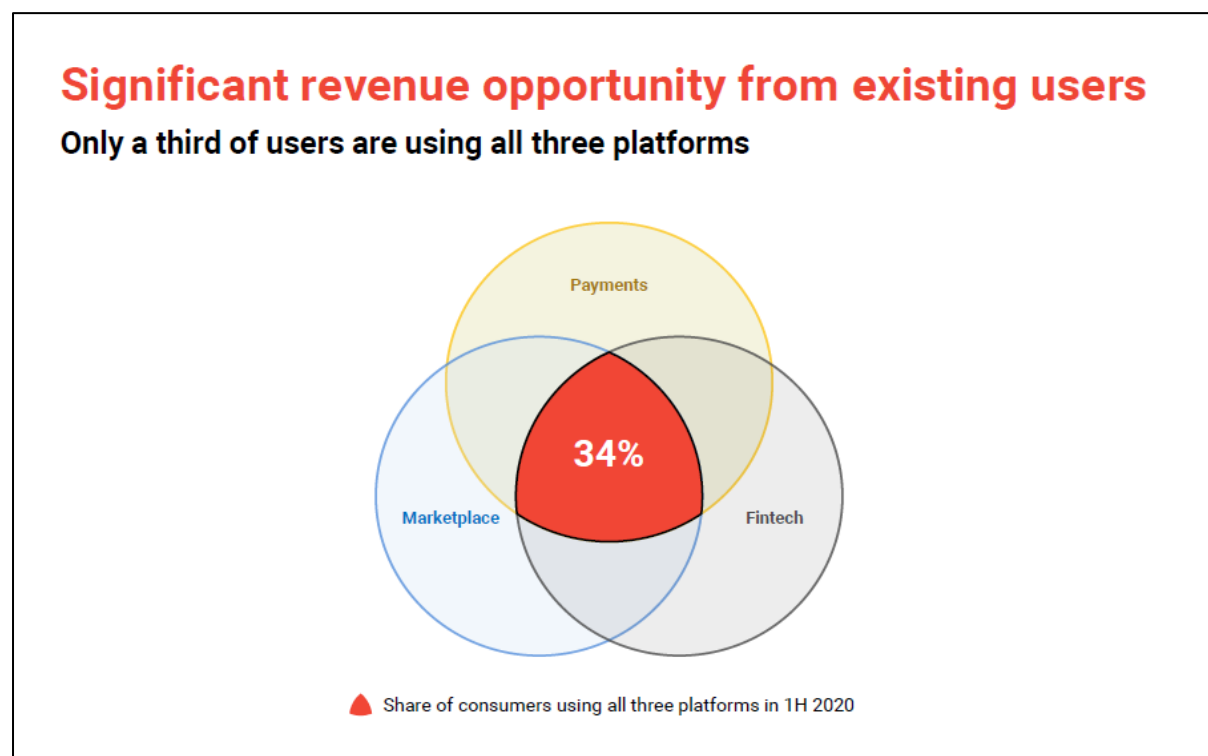 Significant revenue opportunity from existing users
Only a third of users are using all three platforms
Payments
34%
Marketplace
Fintech
Share of consumers using all three platforms in 1H 2020